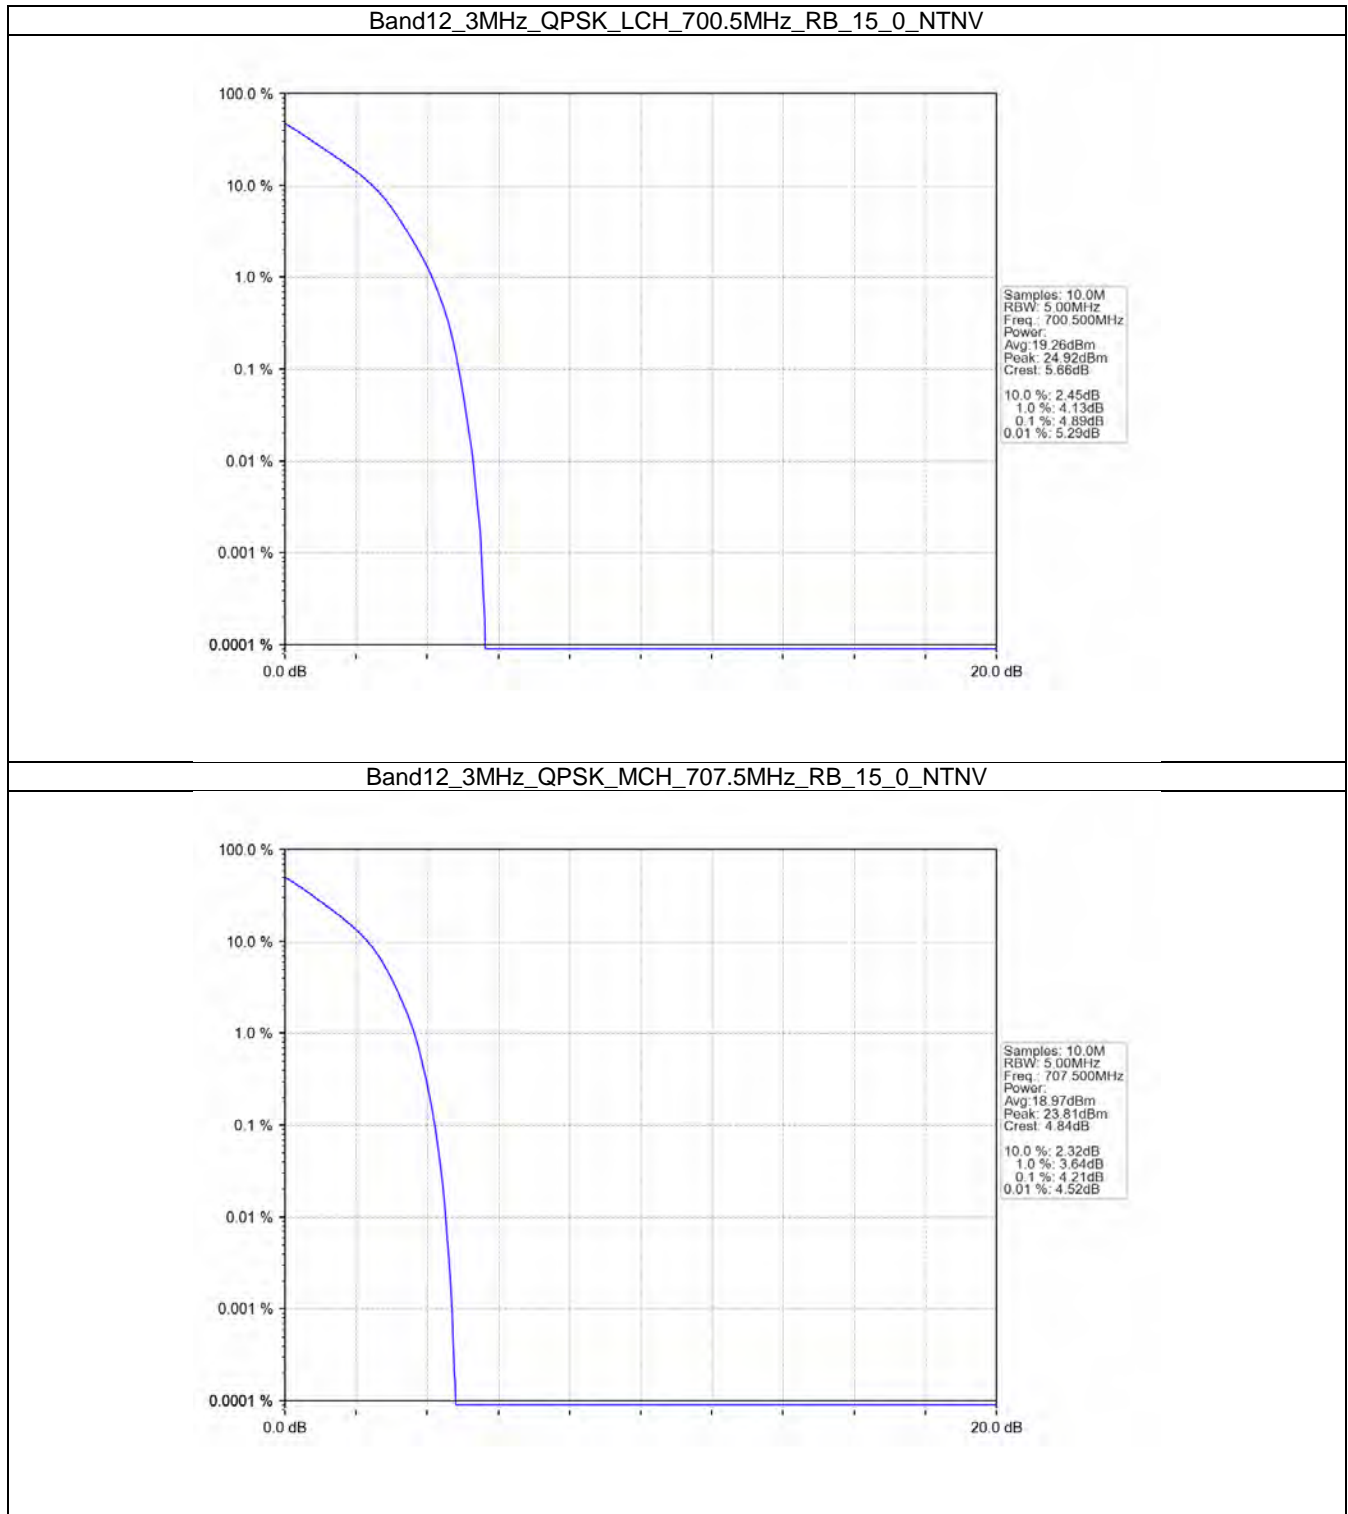 Band12_3MHz_QPSK_LCH_700.5MHz_RB_15_0_NTNV
100.0 %
10.0 %
1.0 %
0.1 %
0.01 %
0.001 %
0.0001 %
0.0 dB
20.0 dB
Samples: 10.0M
RBW: 5.00MHz
Freq.: 700.500MHz
Power:
Avg:19.26dBm
Peak: 24.92dBm
Crest: 5.66dB
10.0 %: 2.45dB
1.0 %: 4.13dB
0.1 %: 4.89dB
0.01 %: 5.29dB
Band12_3MHz_QPSK_MCH_707.5MHz_RB_15_0_NTNV
100.0 %
10.0 %
1.0 %
0.1 %
0.01 %
0.001 %
0.0001 %
0.0 dB
20.0 dB
Samples: 10.0M
RBW: 5.00MHz
Freq.: 707.500MHz
Power:
Avg:18.97dBm
Peak: 23.81dBm
Crest: 4.84dB
10.0 %: 2.32dB
1.0 %: 3.64dB
0.1 %: 4.21dB
0.01 %: 4.52dB